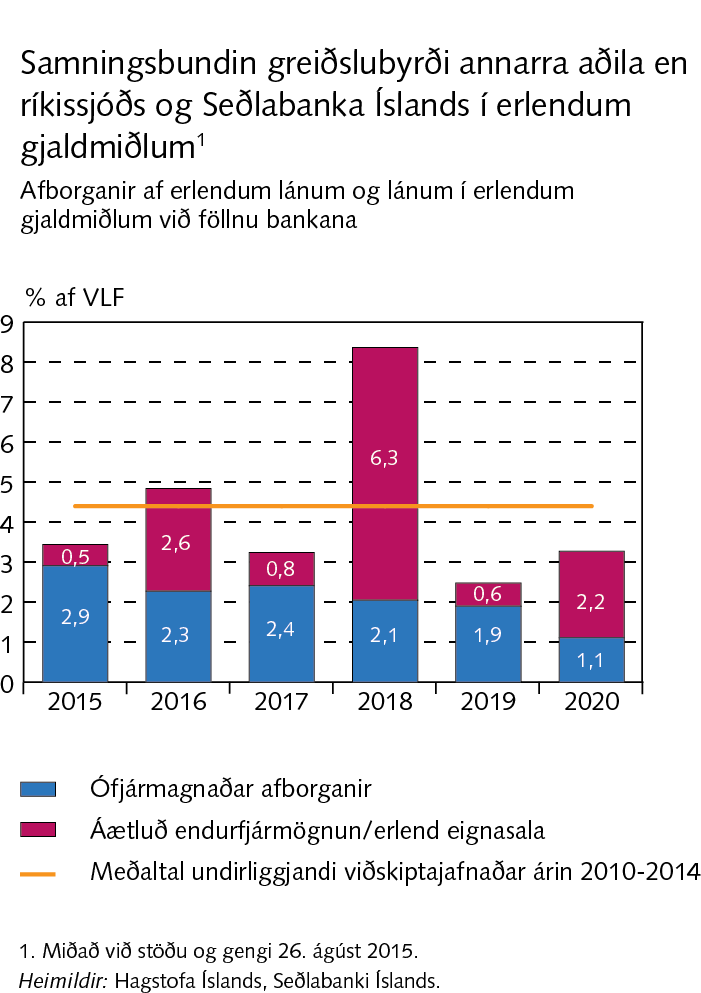 Samningsbundin greiðslubyrði annarra aðila en
ríkissjóðs og Seðlabanka Íslands í erlendum
gjaldmiðlum¹
Afborganir af erlendum lánum og lánum í erlendum
gjaldmiðlum við föllnu bankana
% af VLF
9
8
7
6
5
4
3
2
1
0
0,5
2,9
2,6
2,3
0,8
2,4
6,3
2,1
0,6
1,9
2,2
1,1
2015 2016 2017 2018 2019 2020
Ófjármagnaðar afborganir
Áætluð endurfjármögnun/erlend eignasala
Meðaltal undirliggjandi viðskiptajafnaðar árin 2010-2014
1. Miðað við stöðu og gengi 26. ágúst 2015.
Heimildir: Hagstofa Íslands, Seðlabanki Íslands.